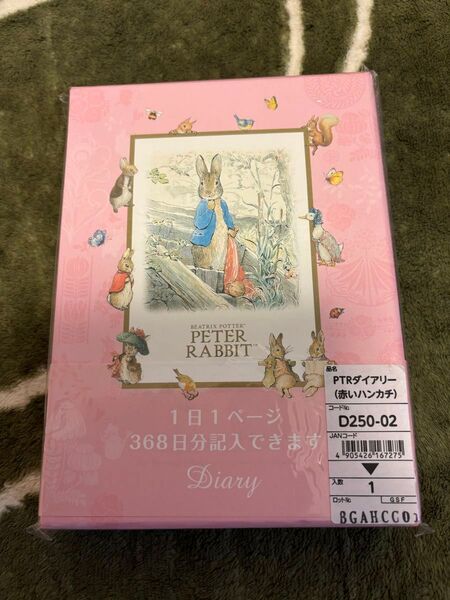 BEATRIX POTTER™
PETER
RABBIT™
1日1ページ
368日分記入できます
Diary
品名
PTRダイアリー
(赤いハンカチ)
コードNo
D250-02
JANコード
4 905426 167275
入数
1
ロットNo
GSF
8GAHCC0